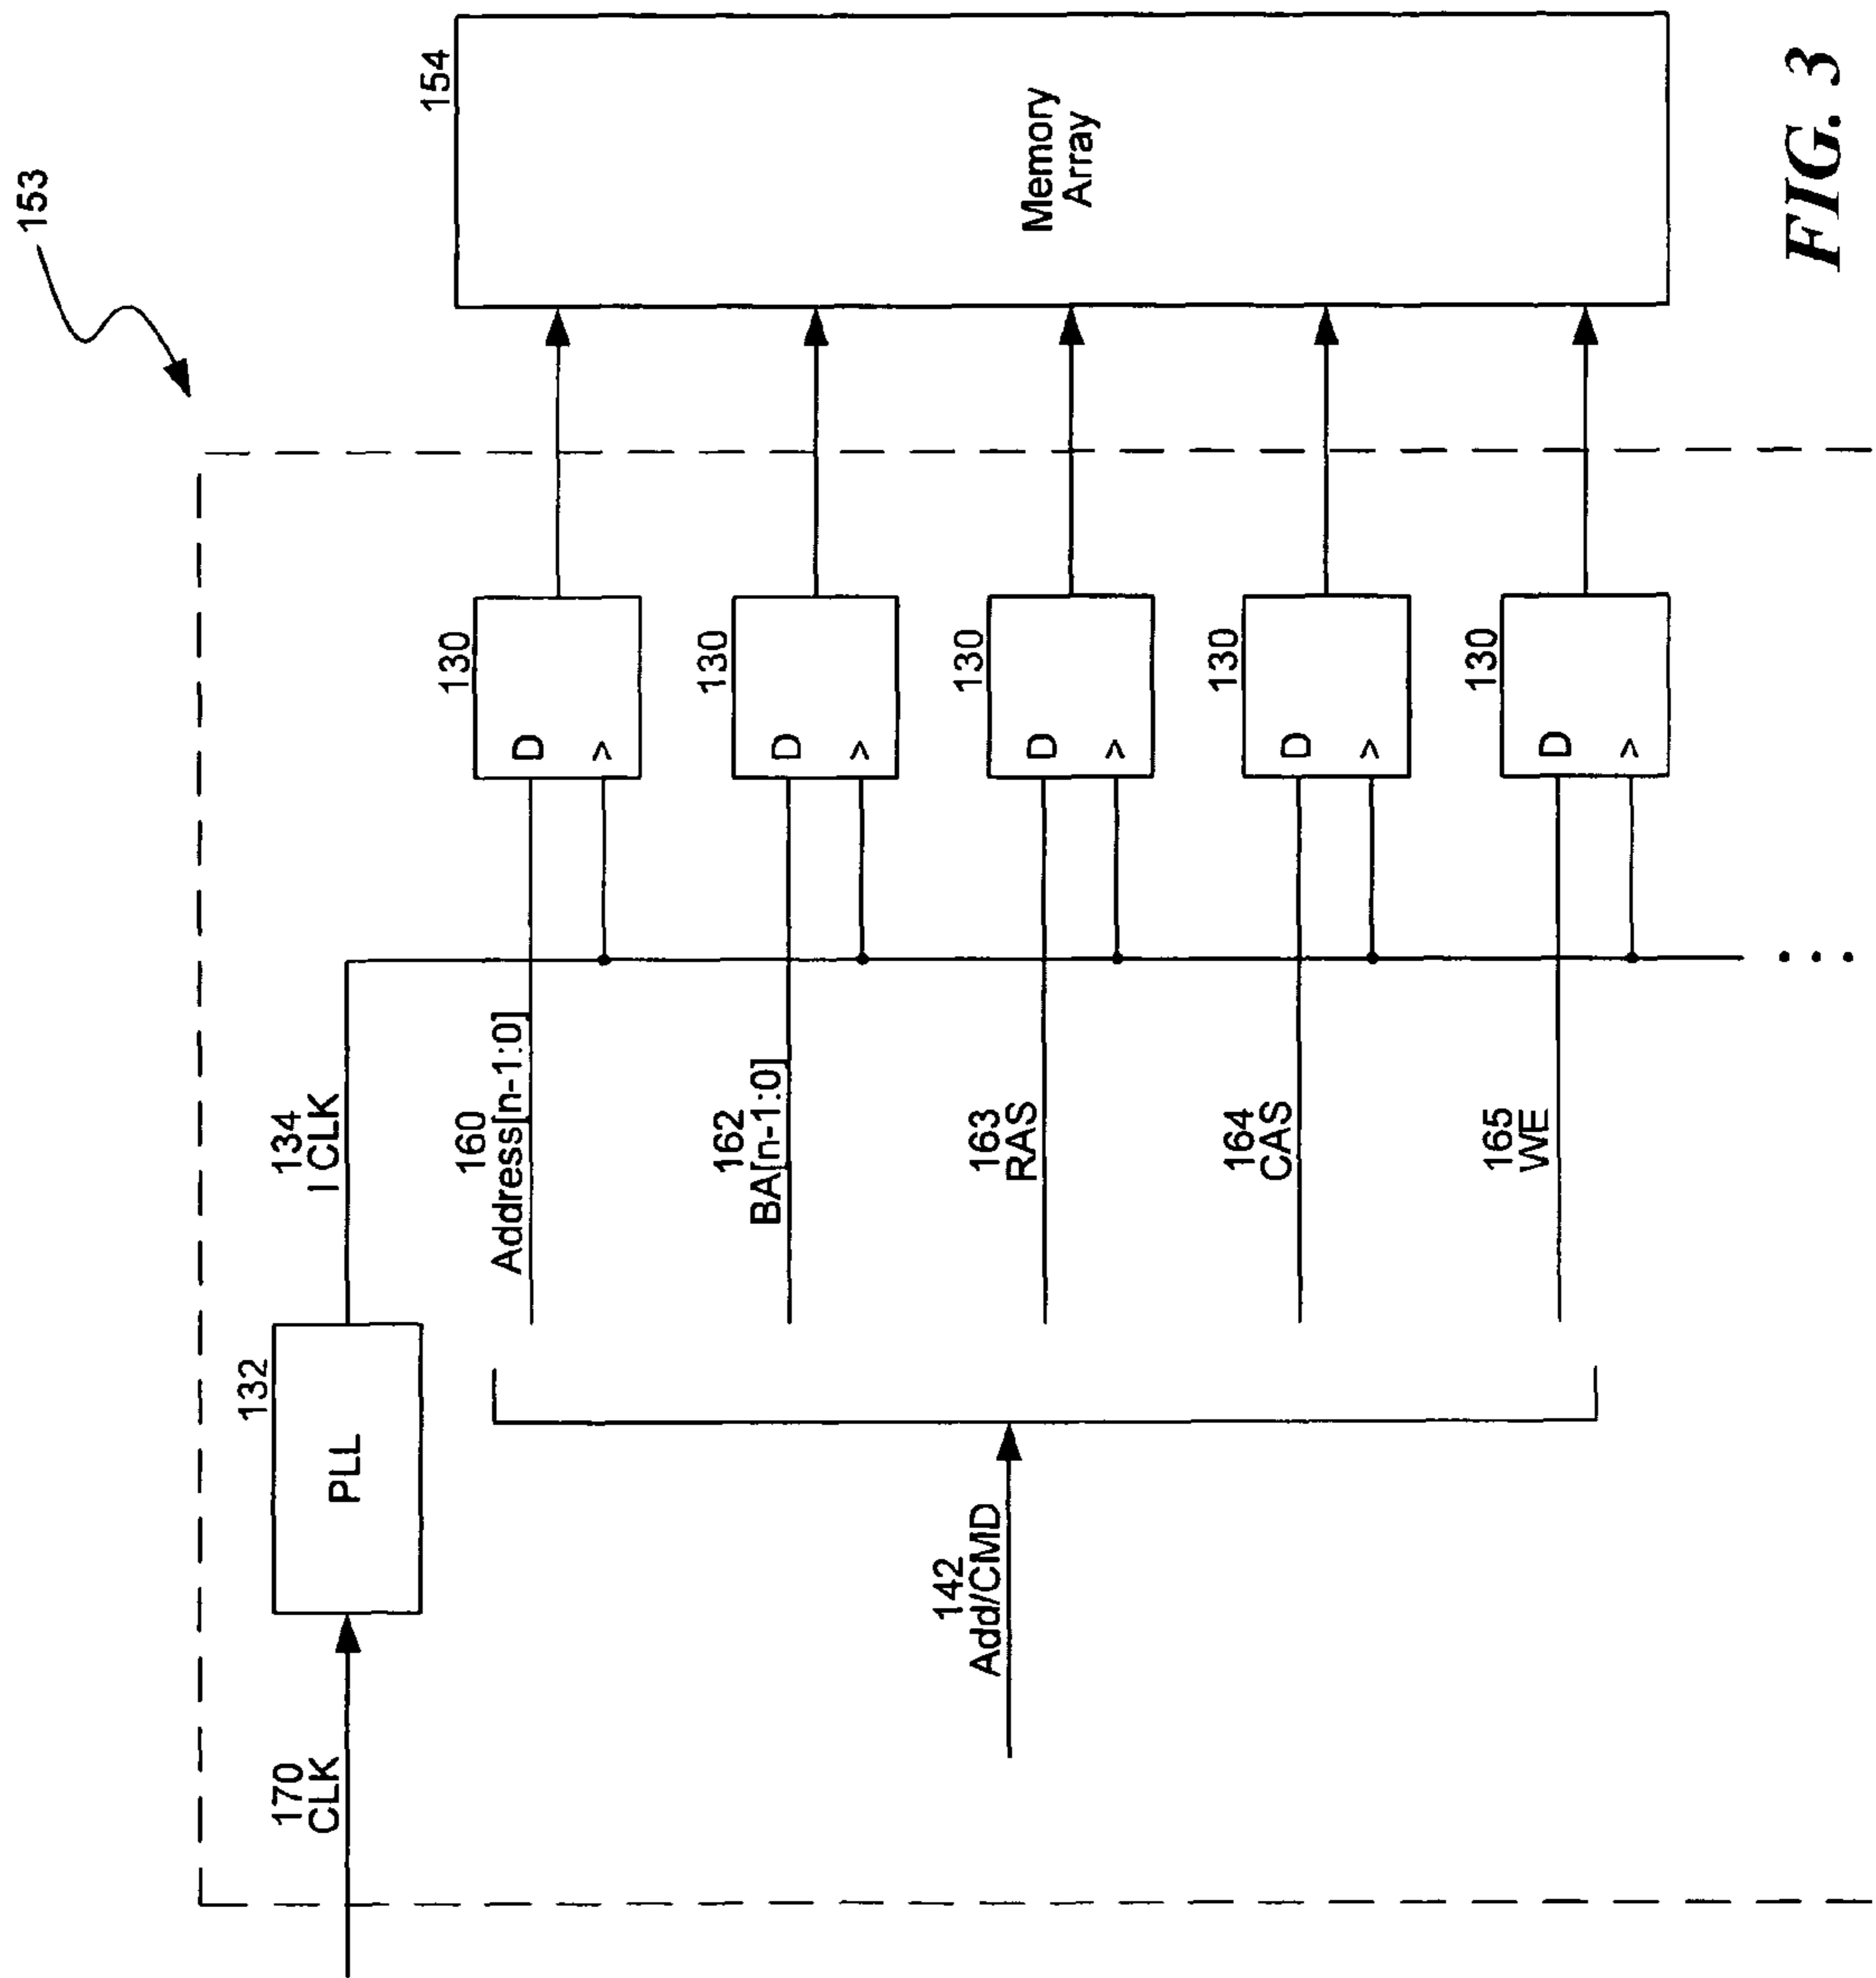 153
170
CLK
132
PLL
134
I CLK
142
Add/CMD
160
Address[n-1:0]
130
D
>
162
BA[n-1:0]
130
D
>
163
RAS
130
D
>
164
CAS
130
D
>
165
WE
130
D
>
154
Memory
Array
FIG. 3